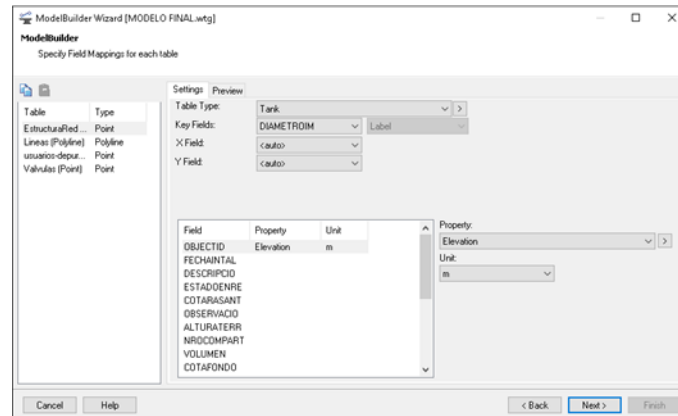 ModelBuilder Wizard [MODELO FINAL.wtg]
ModelBuilder
Specify Field Mappings for each table
Settings Preview
Table Type
EstructuraRed... Point
Lineas (Polyline) Polyline
usuarios-depur... Point
Valvulas (Point) Point
Table Type: Tank >
Key Fields: DIAMETROIM Label
X Field: <auto>
Y Field: <auto>
Field Property Unit
OBJECTID Elevation m
FECHAINTAL
DESCRIPCIO
ESTADOENRE
COTARASANT
OBSERVACIO
ALTURATERR
NROCOMPART
VOLUMEN
COTAFONDO
Property:
Elevation >
Unit:
m
Cancel Help < Back Next > Finish